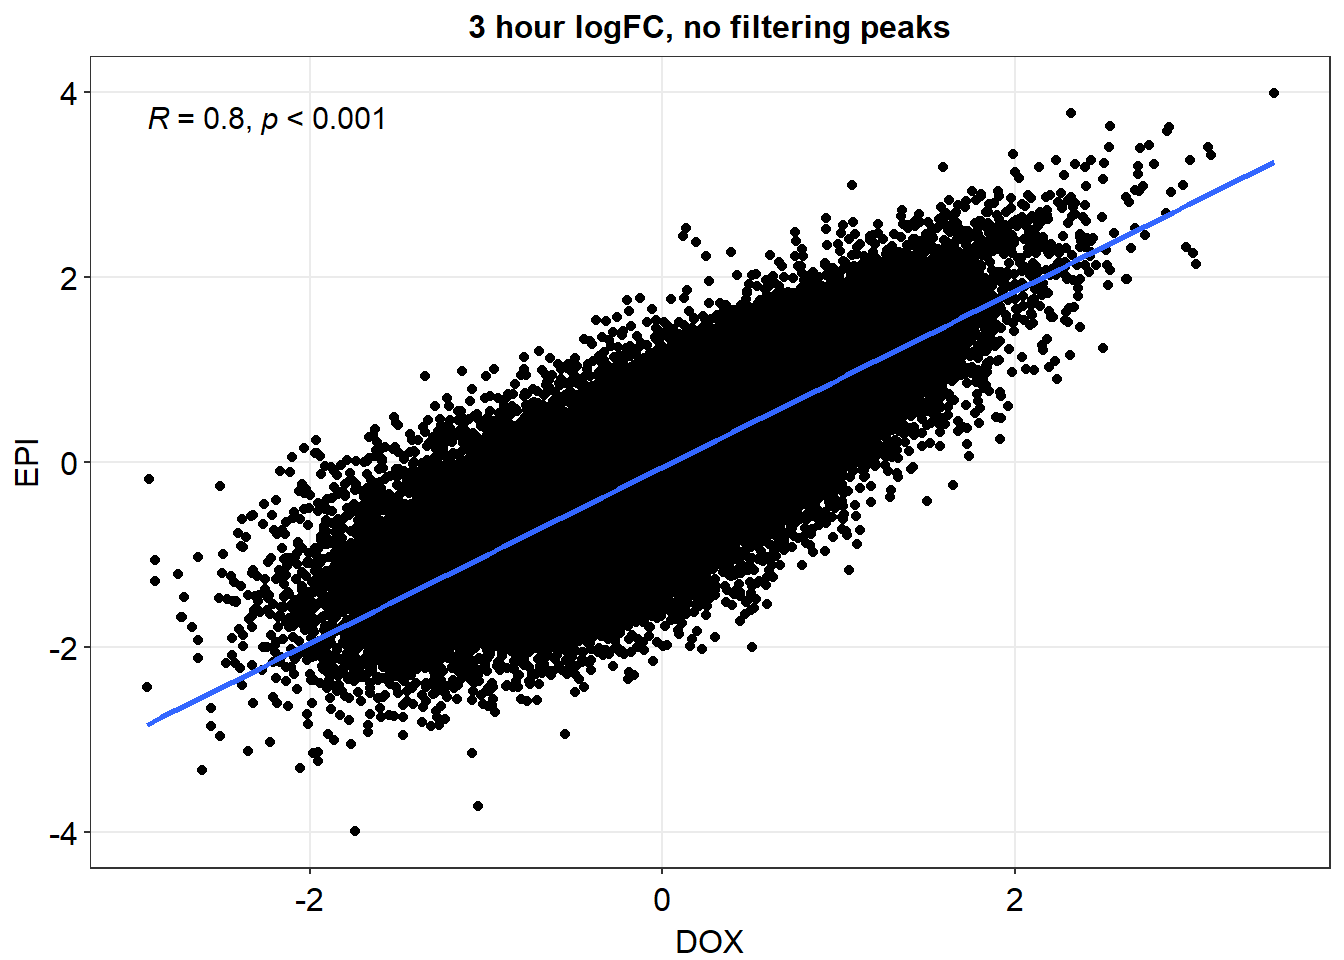 3 hour logFC, no filtering peaks
R = 0.8, p < 0.001
4
2
0
-2
-4
EPI
-2 0 2
DOX